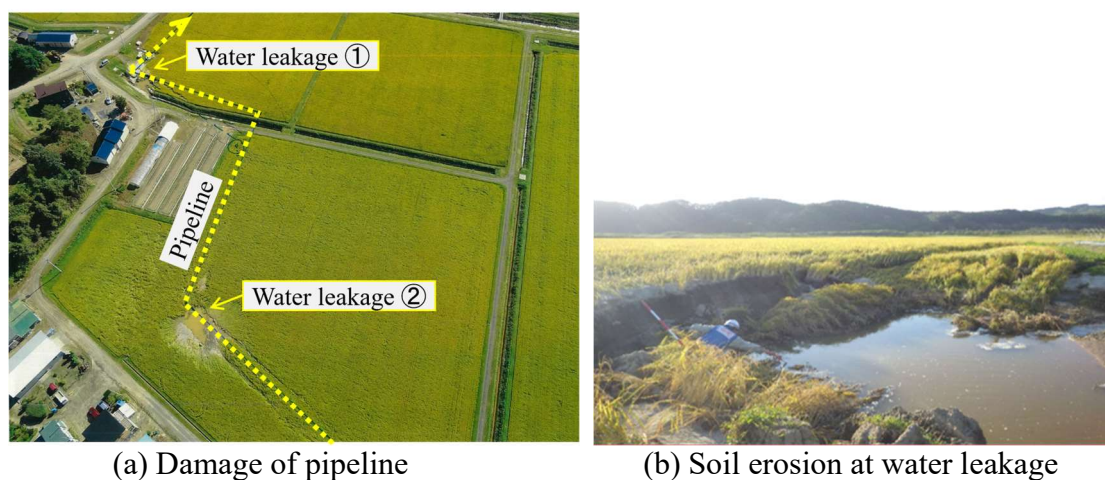 Water leakage ①
Pipeline
Water leakage ②
(a) Damage of pipeline
(b) Soil erosion at water leakage